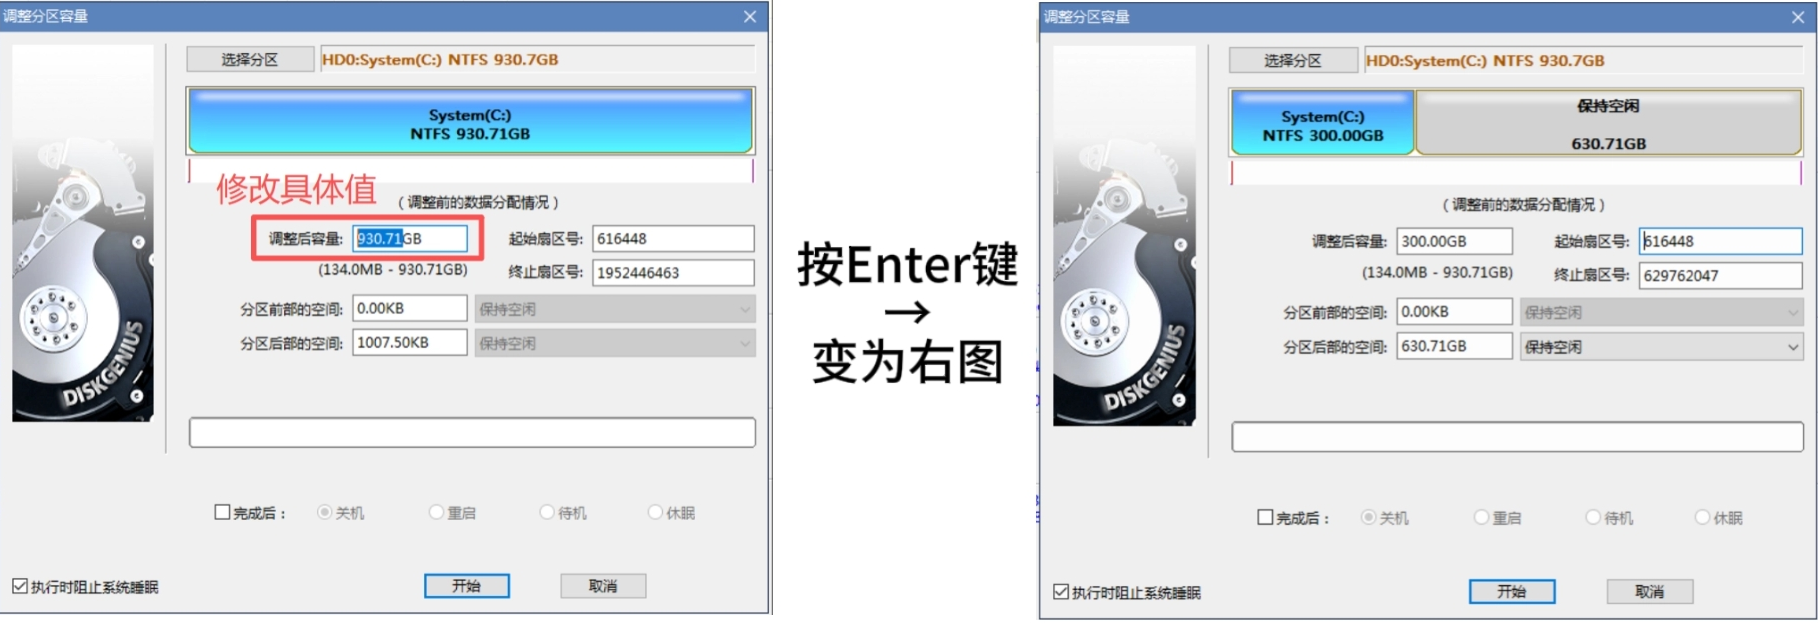 调整分区容量
选择分区
HD0:System(C:) NTFS 930.7GB
System(C:)
NTFS 930.71GB
修改具体值
（调整前的数据分配情况）
调整后容量: 930.71GB 起始扇区号: 616448
(134.0MB - 930.71GB) 终止扇区号: 1952446463
分区前部的空间: 0.00KB 保持空闲
分区后部的空间: 1007.50KB 保持空闲
DISKGENIUS
完成后： 关机 重启 待机 休眠
执行时阻止系统睡眠 开始 取消
按Enter键
→
变为右图
调整分区容量
选择分区
HD0:System(C:) NTFS 930.7GB
System(C:)
NTFS 300.00GB
保持空闲
630.71GB
（调整前的数据分配情况）
调整后容量: 300.00GB 起始扇区号: 616448
(134.0MB - 930.71GB) 终止扇区号: 629762047
分区前部的空间: 0.00KB 保持空闲
分区后部的空间: 630.71GB 保持空闲
DISKGENIUS
完成后： 关机 重启 待机 休眠
执行时阻止系统睡眠 开始 取消